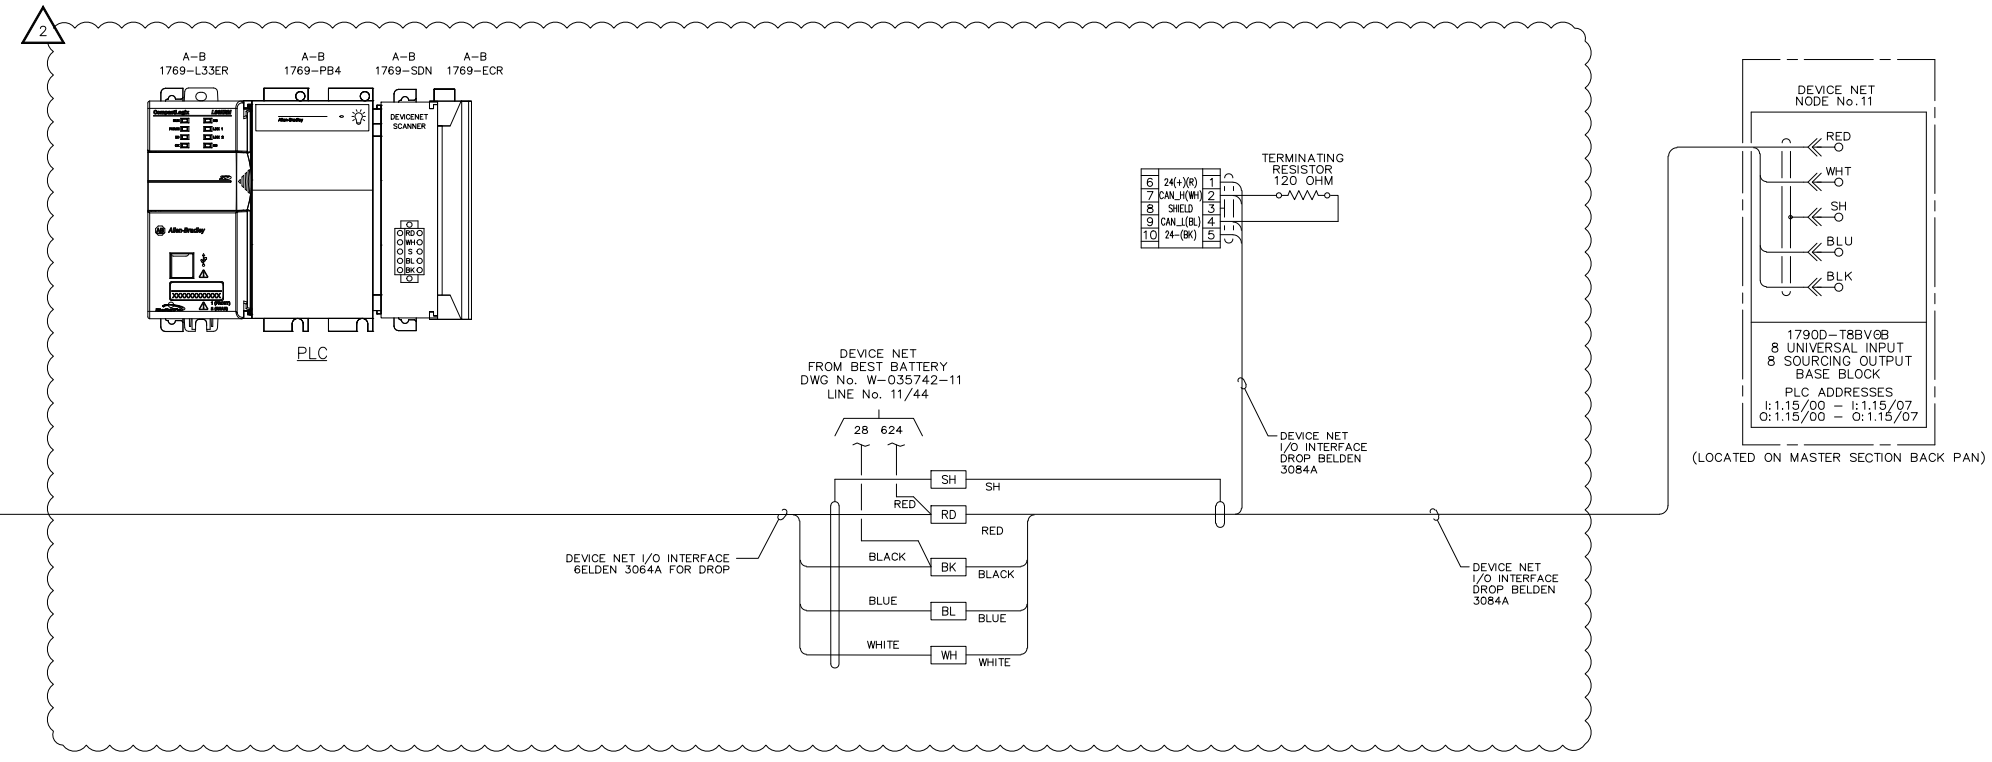 2
A-B
1769-L33ER
A-B
1769-PB4
A-B
1769-SDN
A-B
1769-ECR
CompactLogix
Allen-Bradley
DEVICENET
SCANNER
Allen-Bradley
RD
WH
S
BL
BK
XXXXXXXXXXXX
PLC
DEVICE NET
FROM BEST BATTERY
DWG No. W-035742-11
LINE No. 11/44
28 624
SH
SH
RED
RD
RED
BLACK
BK
BLACK
BLUE
BL
BLUE
WHITE
WH
WHITE
DEVICE NET I/O INTERFACE
6ELDEN 3064A FOR DROP
6 24(+)(R) 1
7 CAN_H(WH) 2
8 SHIELD 3
9 CAN_L(BL) 4
10 24-(BK) 5
TERMINATING
RESISTOR
120 OHM
DEVICE NET
I/O INTERFACE
DROP BELDEN
3084A
DEVICE NET
I/O INTERFACE
DROP BELDEN
3084A
DEVICE NET
NODE No.11
RED
WHT
SH
BLU
BLK
1790D-T8BV0B
8 UNIVERSAL INPUT
8 SOURCING OUTPUT
BASE BLOCK
PLC ADDRESSES
I:1.15/00 - I:1.15/07
O:1.15/00 - O:1.15/07
(LOCATED ON MASTER SECTION BACK PAN)